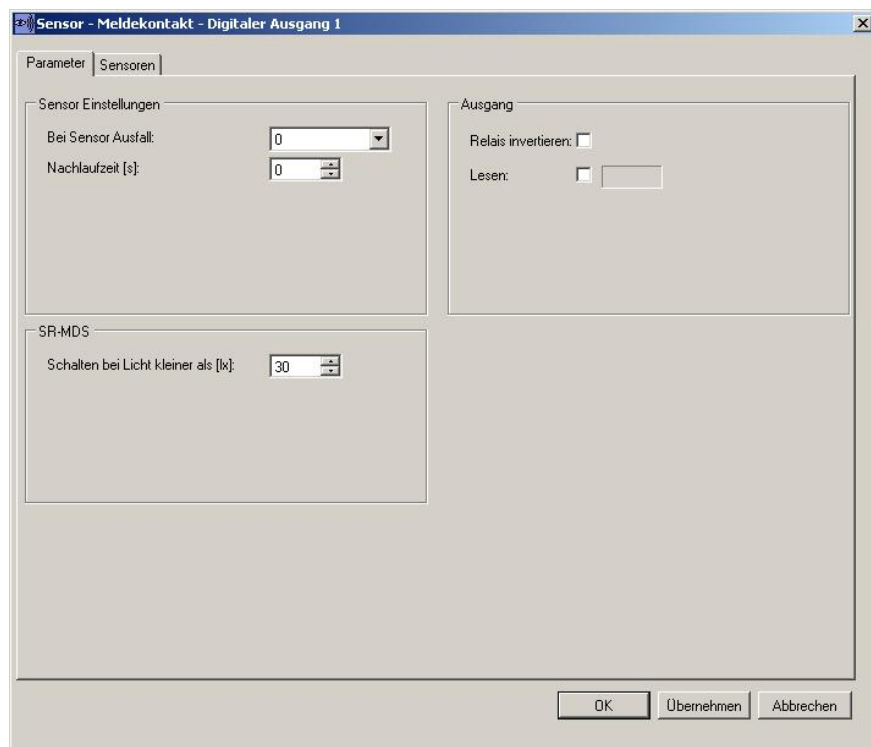 Sensor - Meldekontakt - Digitaler Ausgang 1
Parameter
Sensoren
Sensor Einstellungen
Bei Sensor Ausfall: 0
Nachlaufzeit [s]: 0
Ausgang
Relais invertieren:
Lesen:
SR-MDS
Schalten bei Licht kleiner als [lx]: 30
OK
Übernehmen
Abbrechen